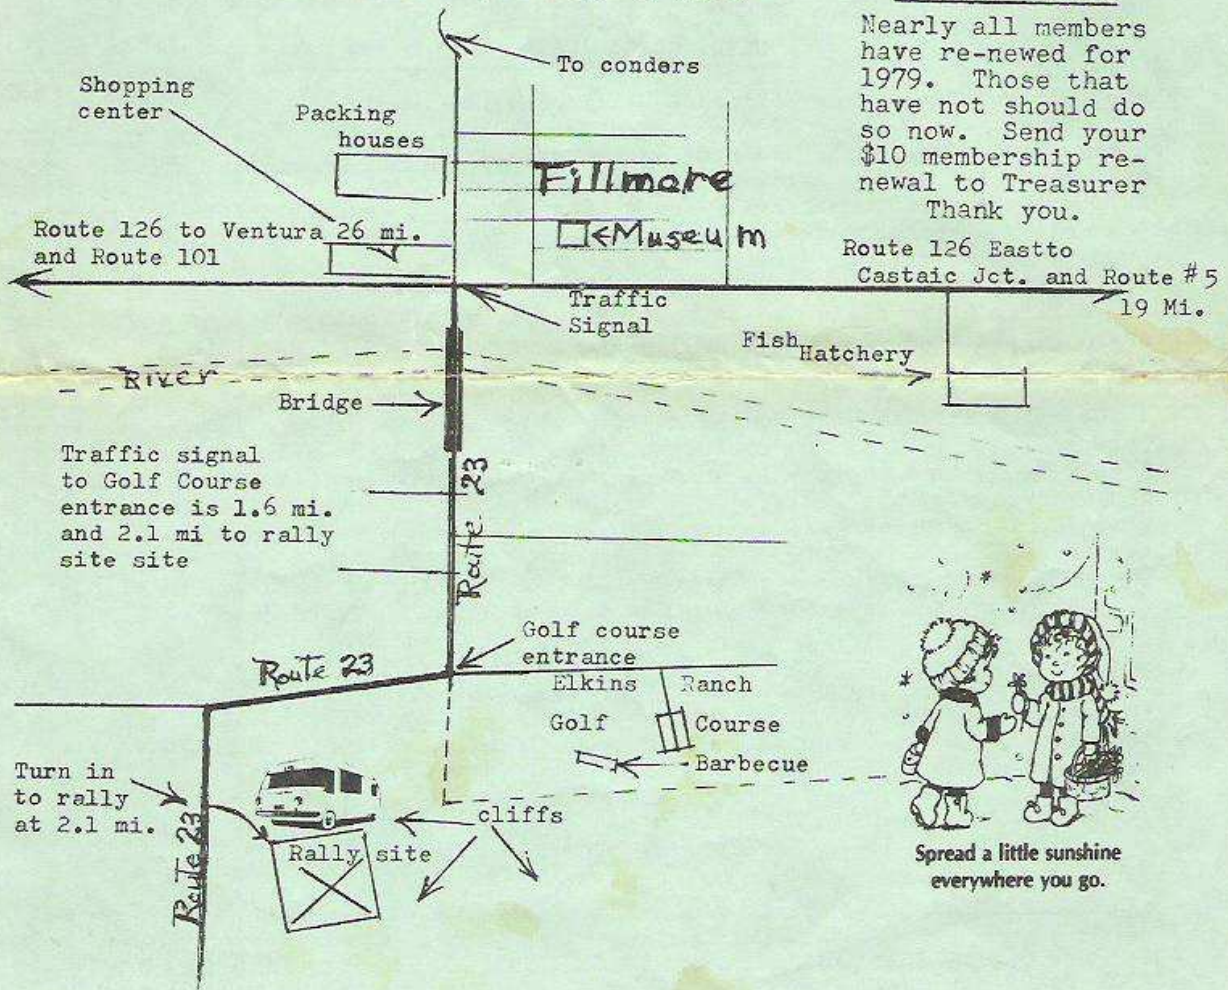 Nearly all members
have re-newed for
1979. Those that
have not should do
so now. Send your
$10 membership re-
newal to Treasurer
Thank you.
To conders
Shopping
center
Packing
houses
Fillmore
Museum
Route 126 to Ventura 26 mi.
and Route 101
Route 126 Eastto
Castaic Jct. and Route #5
19 Mi.
Traffic
Signal
Fish
Hatchery
River
Bridge
Traffic signal
to Golf Course
entrance is 1.6 mi.
and 2.1 mi to rally
site site
Route 23
Golf course
entrance
Route 23
Elkins Ranch
Golf Course
Barbecue
Turn in
to rally
at 2.1 mi.
cliffs
Route 23
Rally site
Spread a little sunshine
everywhere you go.